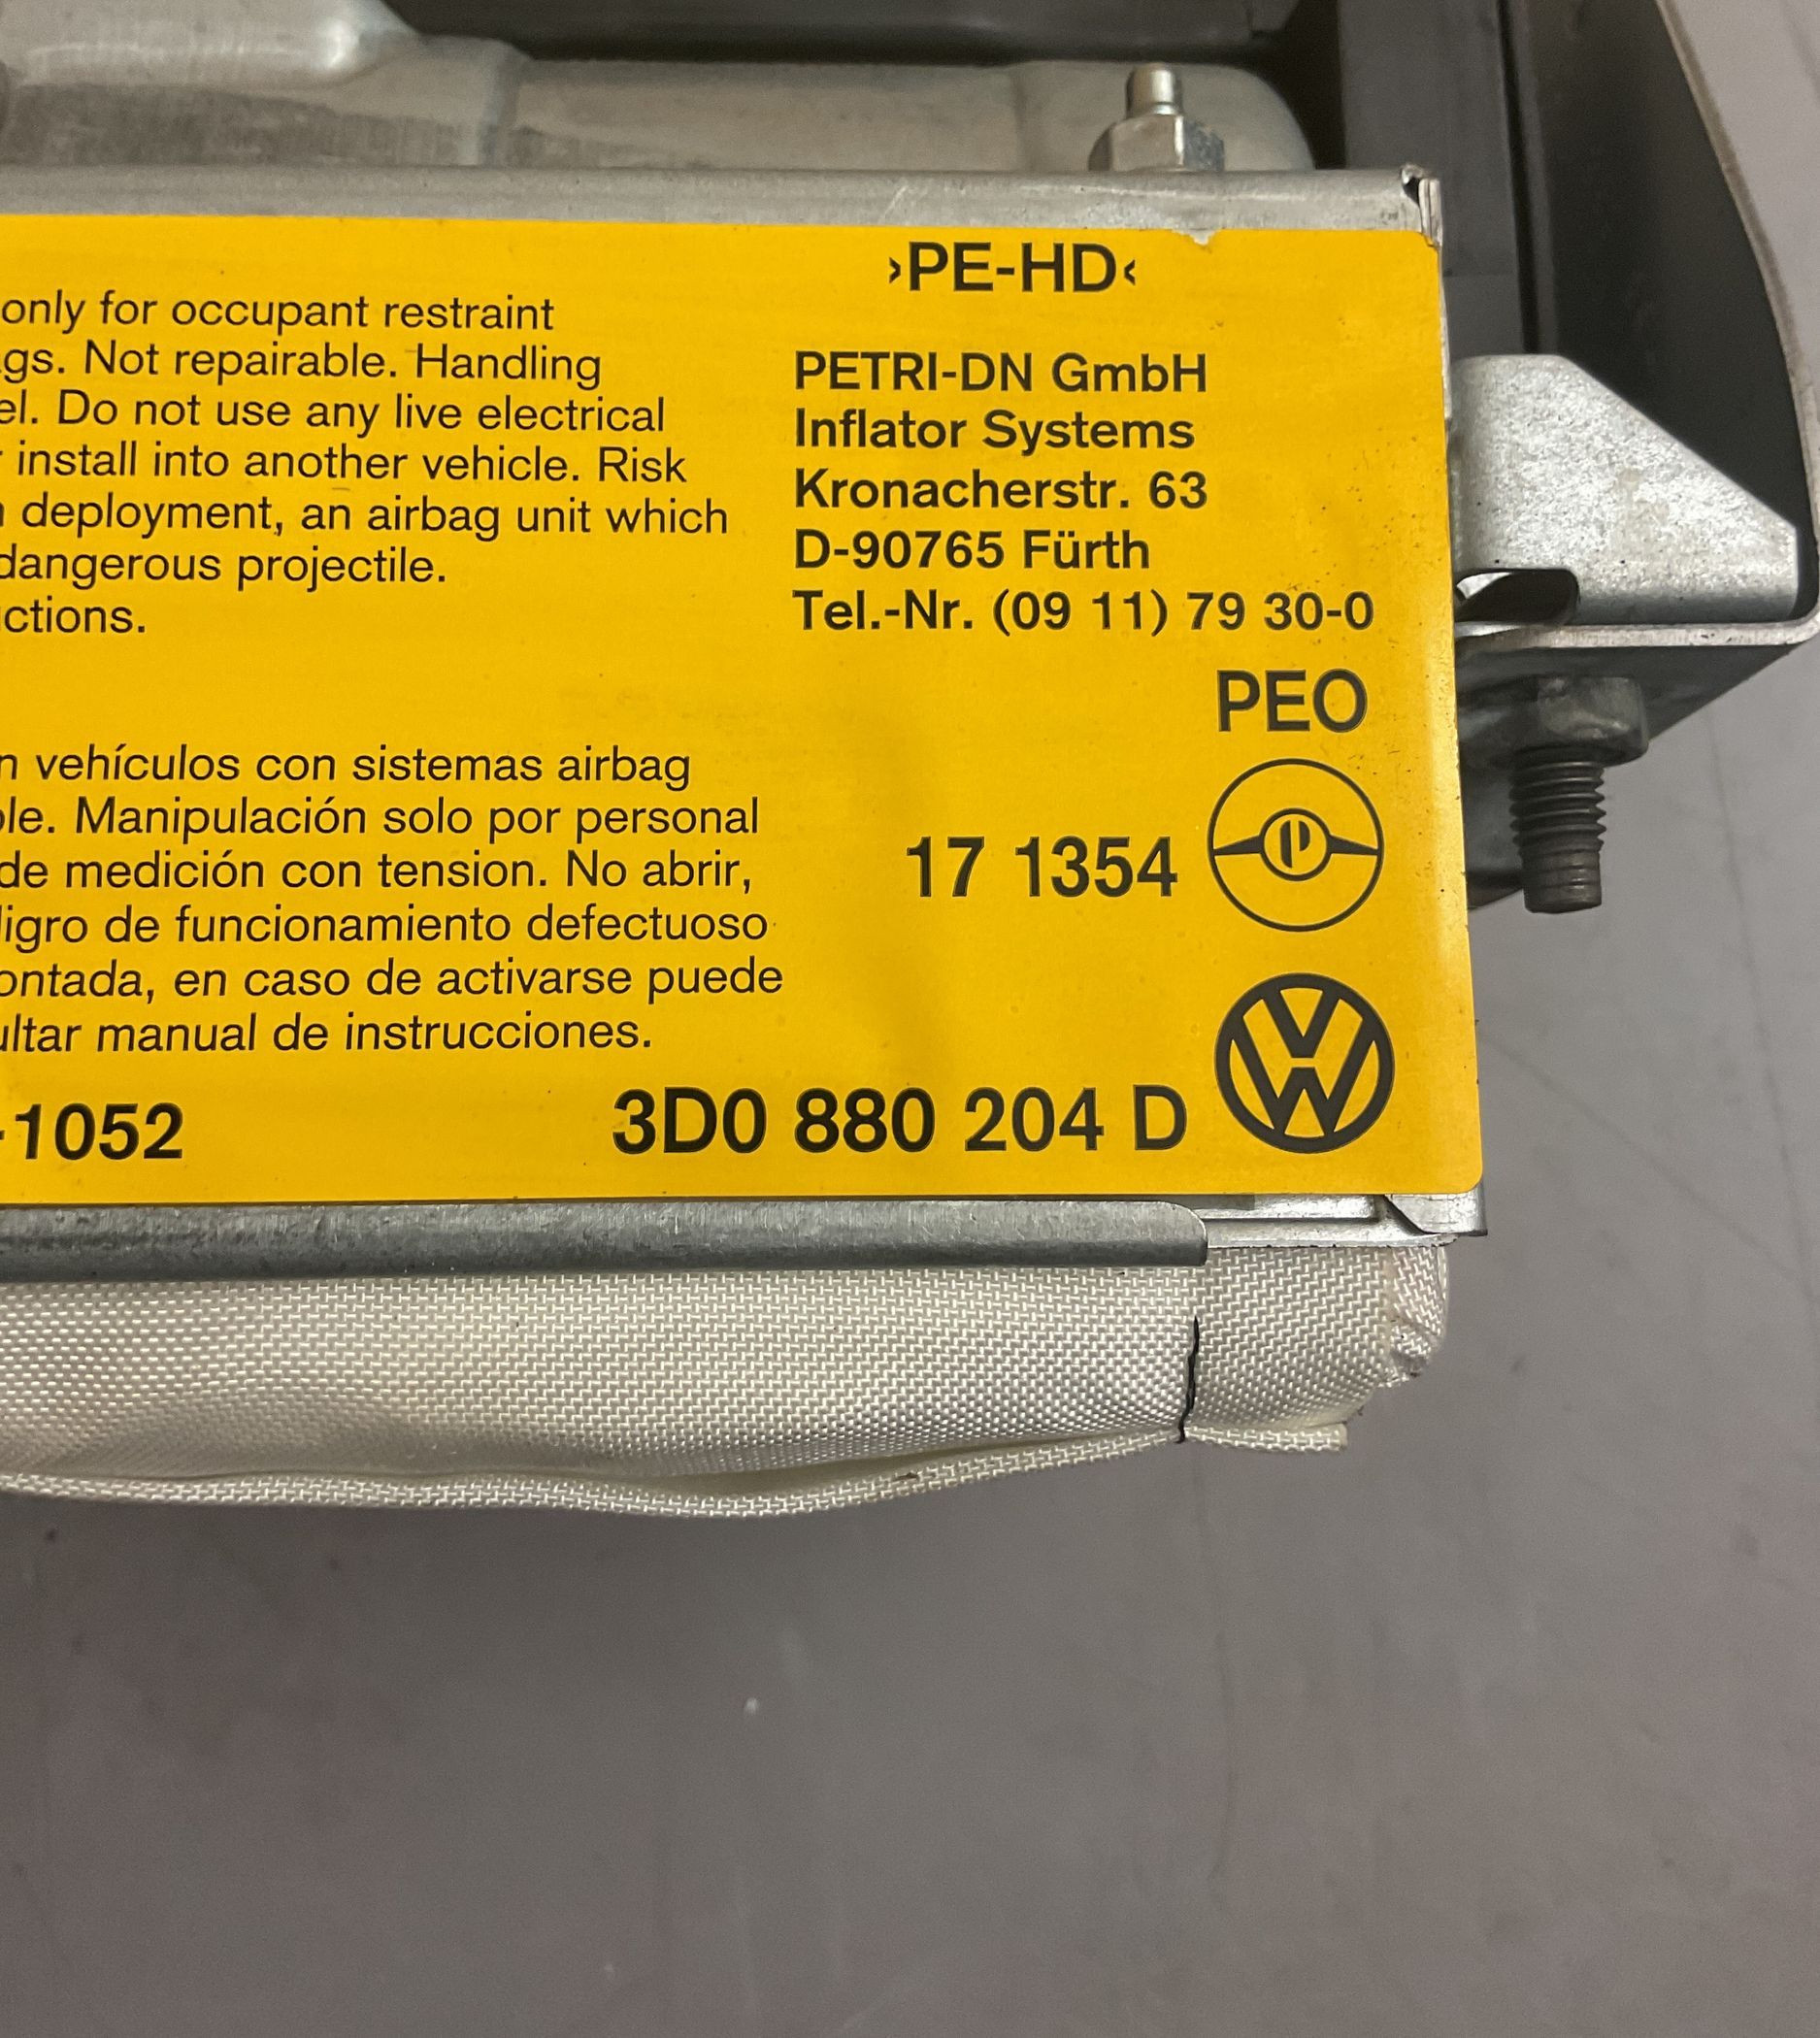 ›PE-HD‹
only for occupant restraint
gs. Not repairable. Handling
el. Do not use any live electrical
install into another vehicle. Risk
deployment, an airbag unit which
dangerous projectile.
ctions.
PETRI-DN GmbH
Inflator Systems
Kronacherstr. 63
D-90765 Fürth
Tel.-Nr. (09 11) 79 30-0
PEO
n vehículos con sistemas airbag
ole. Manipulación solo por personal
de medición con tension. No abrir,
ligro de funcionamiento defectuoso
ontada, en caso de activarse puede
ultar manual de instrucciones.
17 1354
P
VW
-1052
3D0 880 204 D